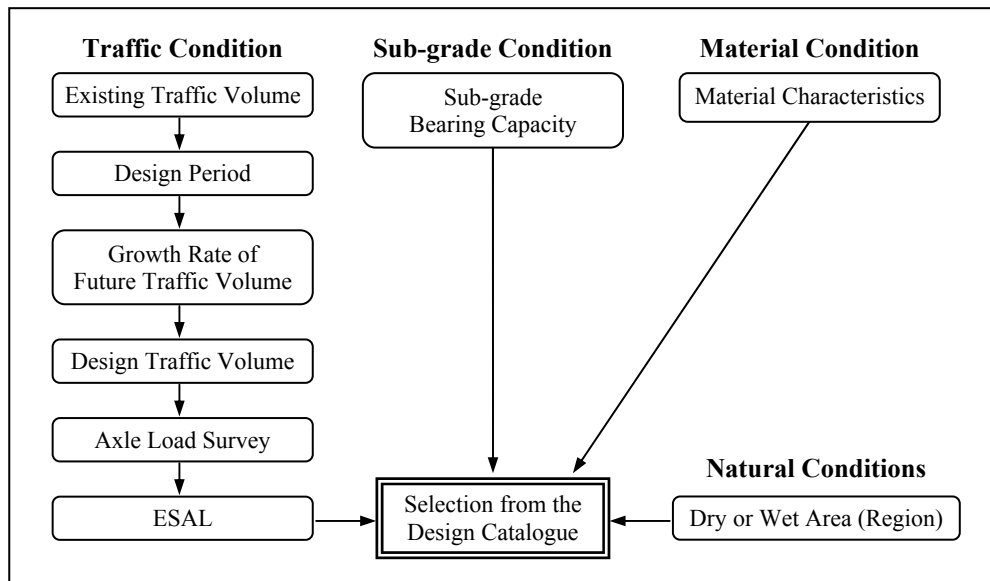 Traffic Condition
Existing Traffic Volume
Design Period
Growth Rate of
Future Traffic Volume
Design Traffic Volume
Axle Load Survey
ESAL
Sub-grade Condition
Sub-grade
Bearing Capacity
Material Condition
Material Characteristics
Natural Conditions
Dry or Wet Area (Region)
Selection from the
Design Catalogue